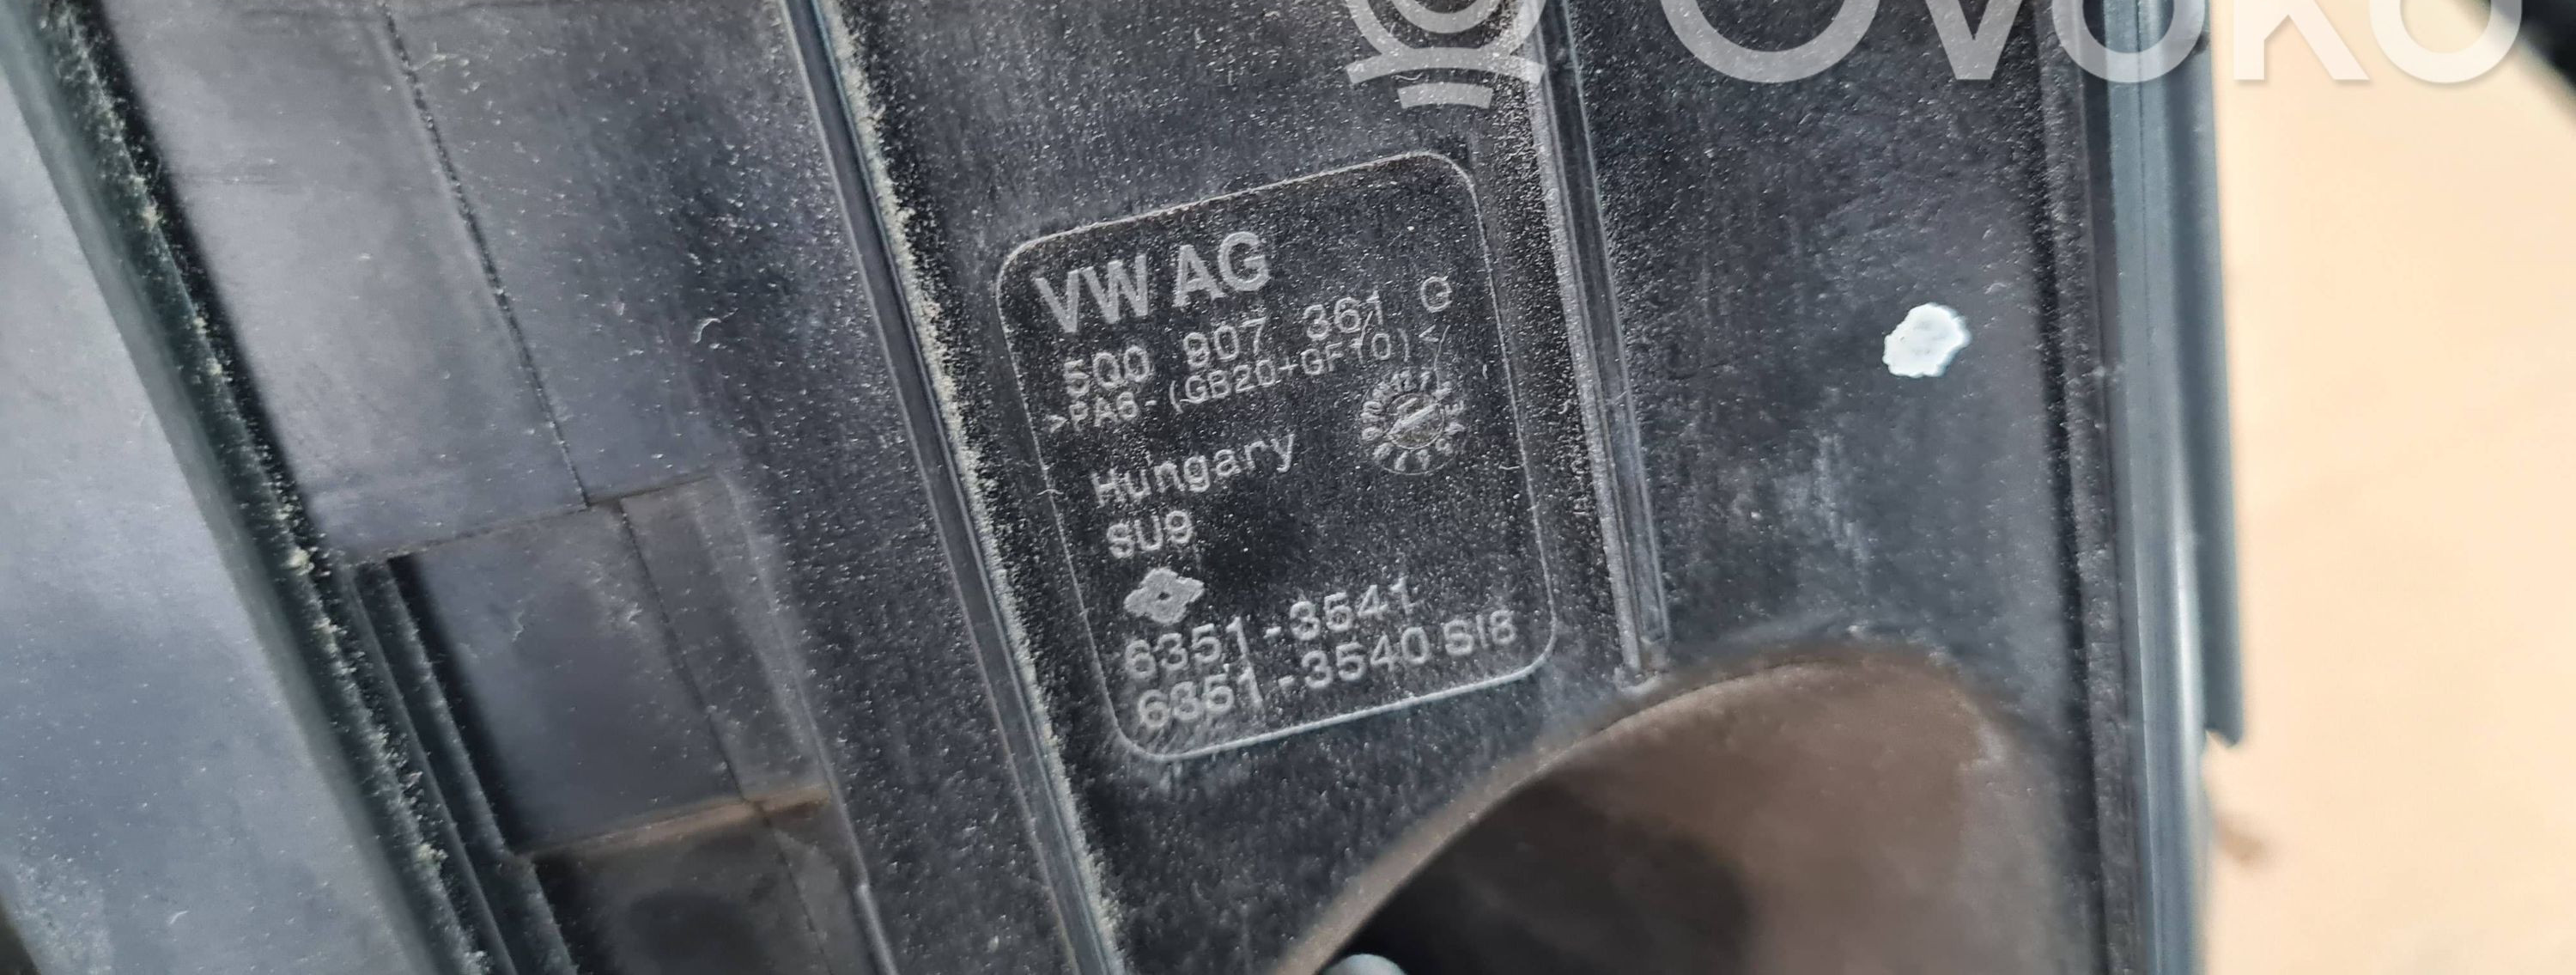 OVOKO
VW AG
5Q0 907 361 C
>PA6-(GB20+GF10)<
Hungary
SU9
6351-3541
6351-3540 SI8